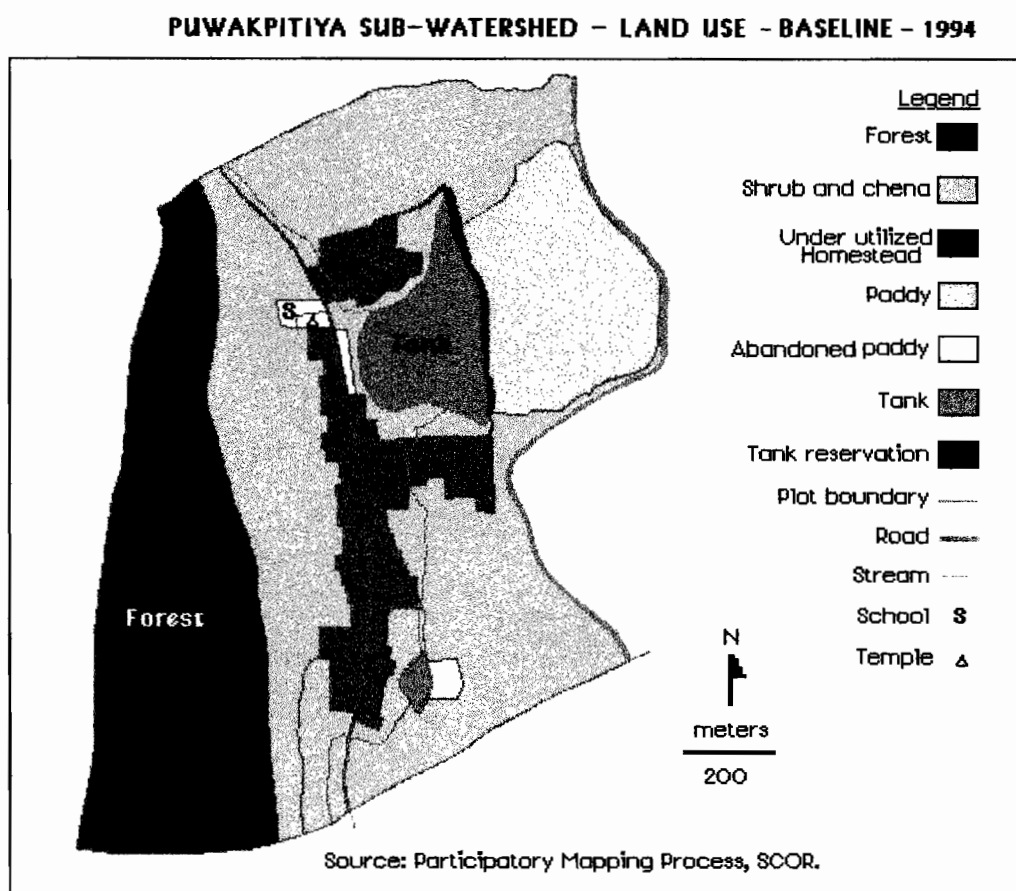 PUWAKPITIYA SUB-WATERSHED - LAND USE - BASELINE - 1994
Legend
Forest
Shrub and chena
Under utilized
Homestead
Paddy
Abandoned paddy
Tank
Tank reservation
Plot boundary
Road
Stream
School S
Temple
S
Tank
Forest
N
meters
200
Source: Participatory Mapping Process, SCOR.